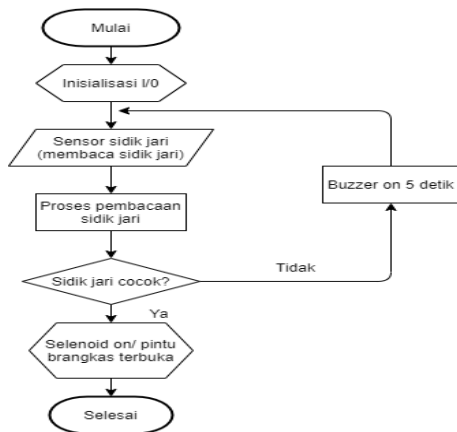 Mulai
Inisialisasi I/0
Sensor sidik jari
(membaca sidik jari)
Buzzer on 5 detik
Proses pembacaan
sidik jari
Sidik jari cocok?
Tidak
Ya
Selenoid on/ pintu
brangkas terbuka
Selesai